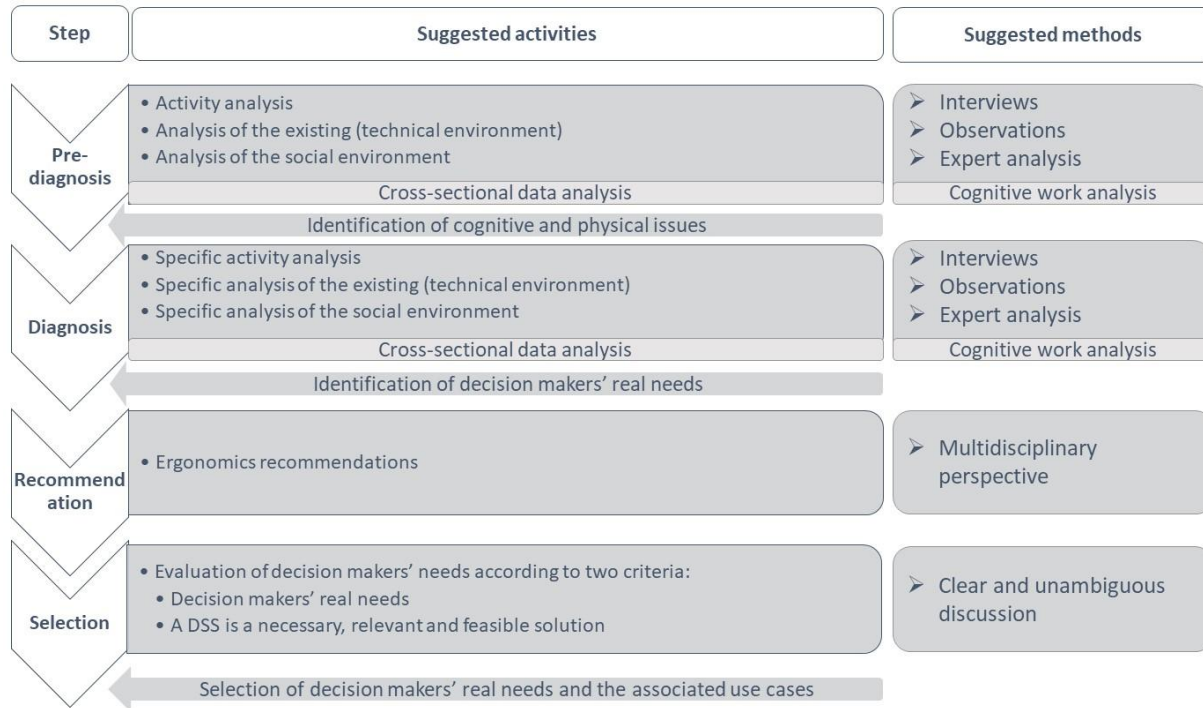 Step
Suggested activities
Suggested methods
Pre-
diagnosis
• Activity analysis
• Analysis of the existing (technical environment)
• Analysis of the social environment
Cross-sectional data analysis
➢ Interviews
➢ Observations
➢ Expert analysis
Cognitive work analysis
Identification of cognitive and physical issues
Diagnosis
• Specific activity analysis
• Specific analysis of the existing (technical environment)
• Specific analysis of the social environment
Cross-sectional data analysis
➢ Interviews
➢ Observations
➢ Expert analysis
Cognitive work analysis
Identification of decision makers’ real needs
Recommend
ation
• Ergonomics recommendations
➢ Multidisciplinary
perspective
Selection
• Evaluation of decision makers’ needs according to two criteria:
• Decision makers’ real needs
• A DSS is a necessary, relevant and feasible solution
➢ Clear and unambiguous
discussion
Selection of decision makers’ real needs and the associated use cases